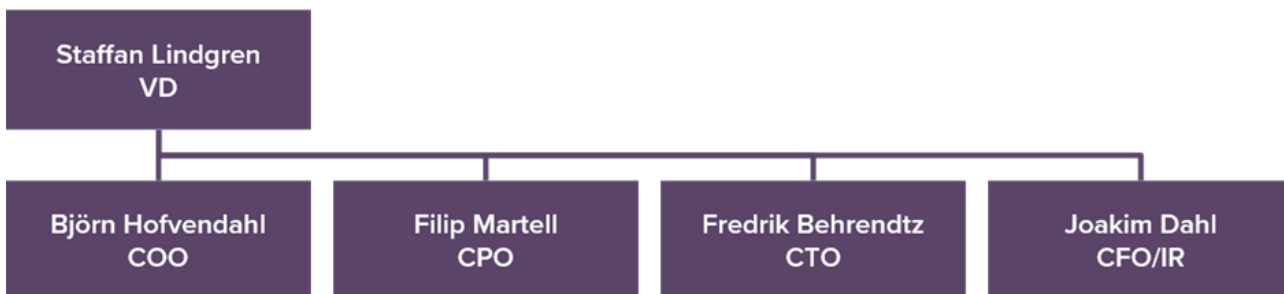 Staffan Lindgren
VD
Björn Hofvendahl
COO
Filip Martell
CPO
Fredrik Behrendtz
CTO
Joakim Dahl
CFO/IR